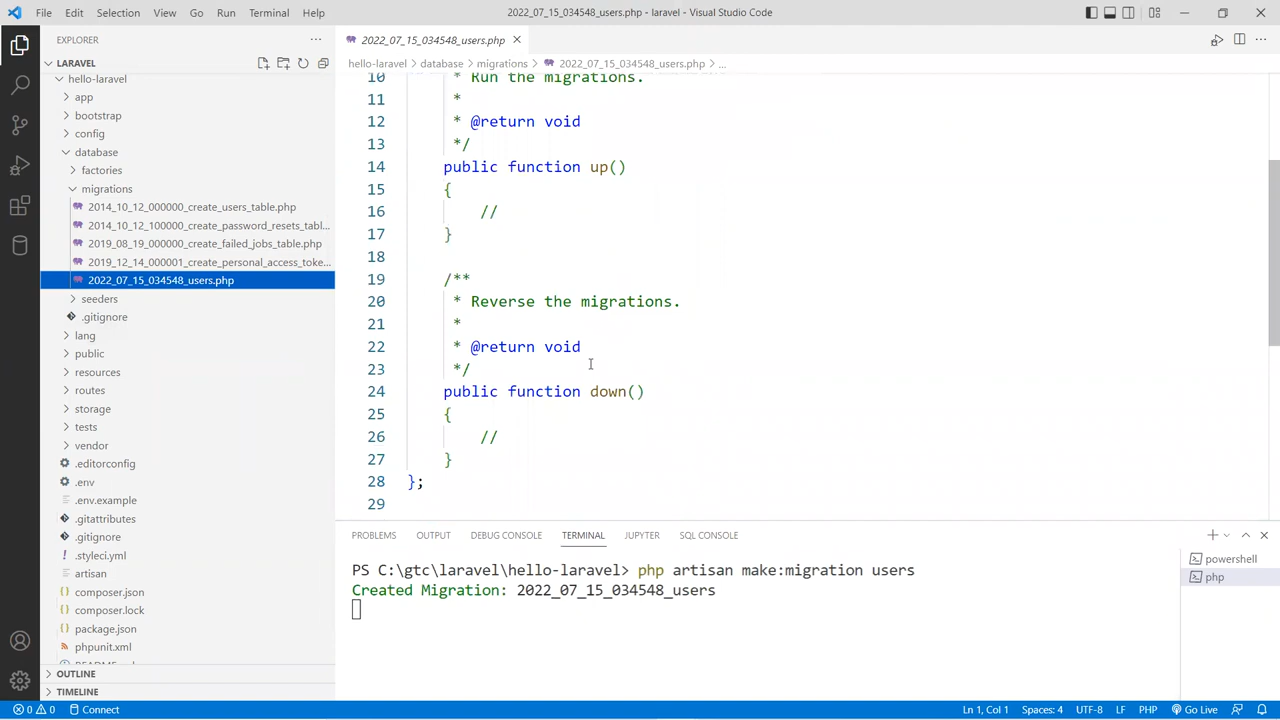 File Edit Selection View Go Run Terminal Help
2022_07_15_034548_users.php - laravel - Visual Studio Code
EXPLORER
LARAVEL
hello-laravel
app
bootstrap
config
database
factories
migrations
2014_10_12_000000_create_users_table.php
2014_10_12_100000_create_password_resets_tabl...
2019_08_19_000000_create_failed_jobs_table.php
2019_12_14_000001_create_personal_access_toke...
2022_07_15_034548_users.php
seeders
.gitignore
lang
public
resources
routes
storage
tests
vendor
.editorconfig
.env
.env.example
.gitattributes
.gitignore
.styleci.yml
artisan
composer.json
composer.lock
package.json
phpunit.xml
OUTLINE
TIMELINE
2022_07_15_034548_users.php
hello-laravel > database > migrations > 2022_07_15_034548_users.php > ...
10 * Run the migrations.
11 *
12 * @return void
13 */
14 public function up()
15 {
16 //
17 }
18
19 /**
20 * Reverse the migrations.
21 *
22 * @return void
23 */
24 public function down()
25 {
26 //
27 }
28 };
29
PROBLEMS OUTPUT DEBUG CONSOLE TERMINAL JUPYTER SQL CONSOLE
PS C:\gtc\laravel\hello-laravel> php artisan make:migration users
Created Migration: 2022_07_15_034548_users
powershell
php
0 0 Connect
Ln 1, Col 1 Spaces: 4 UTF-8 LF PHP Go Live